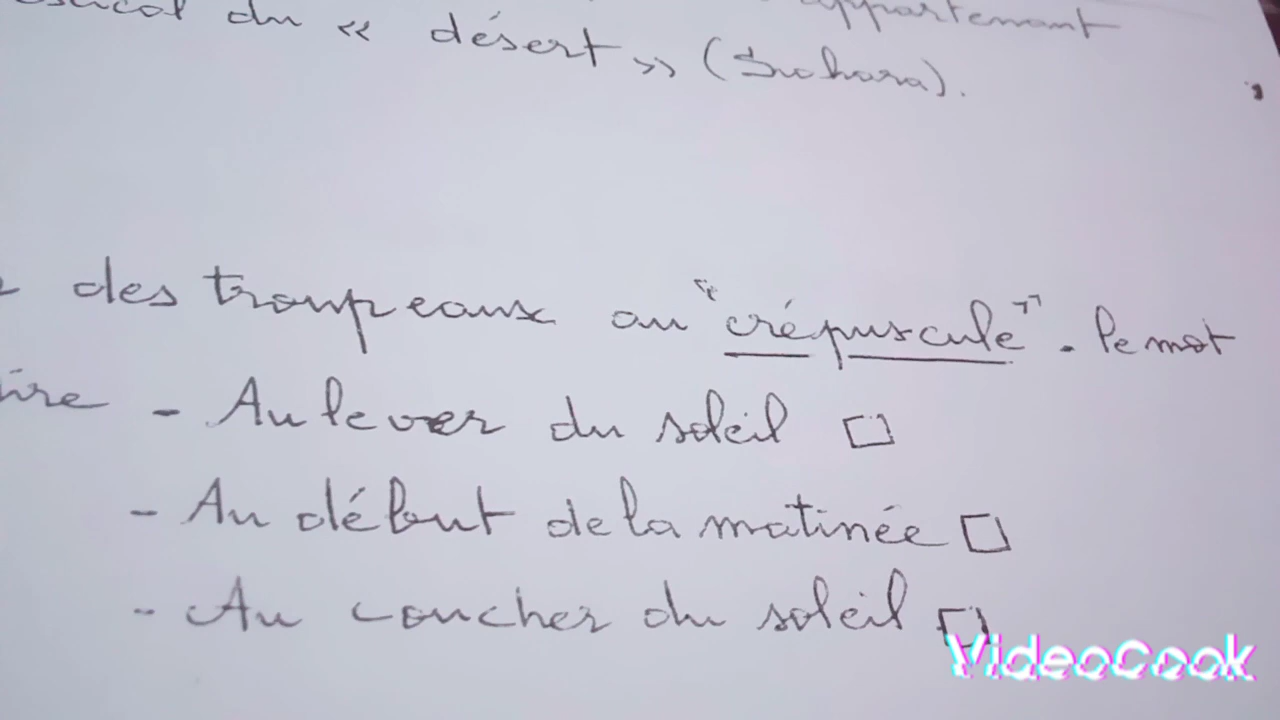 du « désert » (Sahara).
appartenant
des troupeaux au "crépuscule". le mot
- Au lever du soleil
- Au début de la matinée
- Au coucher du soleil
VideoCook